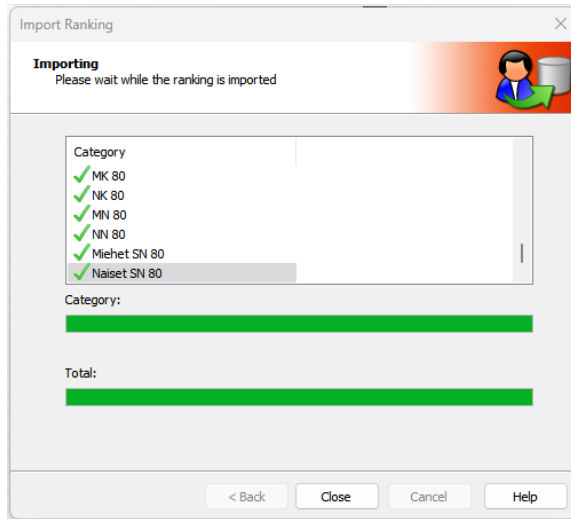 Import Ranking
Importing
Please wait while the ranking is imported
Category
MK 80
NK 80
MN 80
NN 80
Miehet SN 80
Naiset SN 80
Category:
Total:
< Back
Close
Cancel
Help